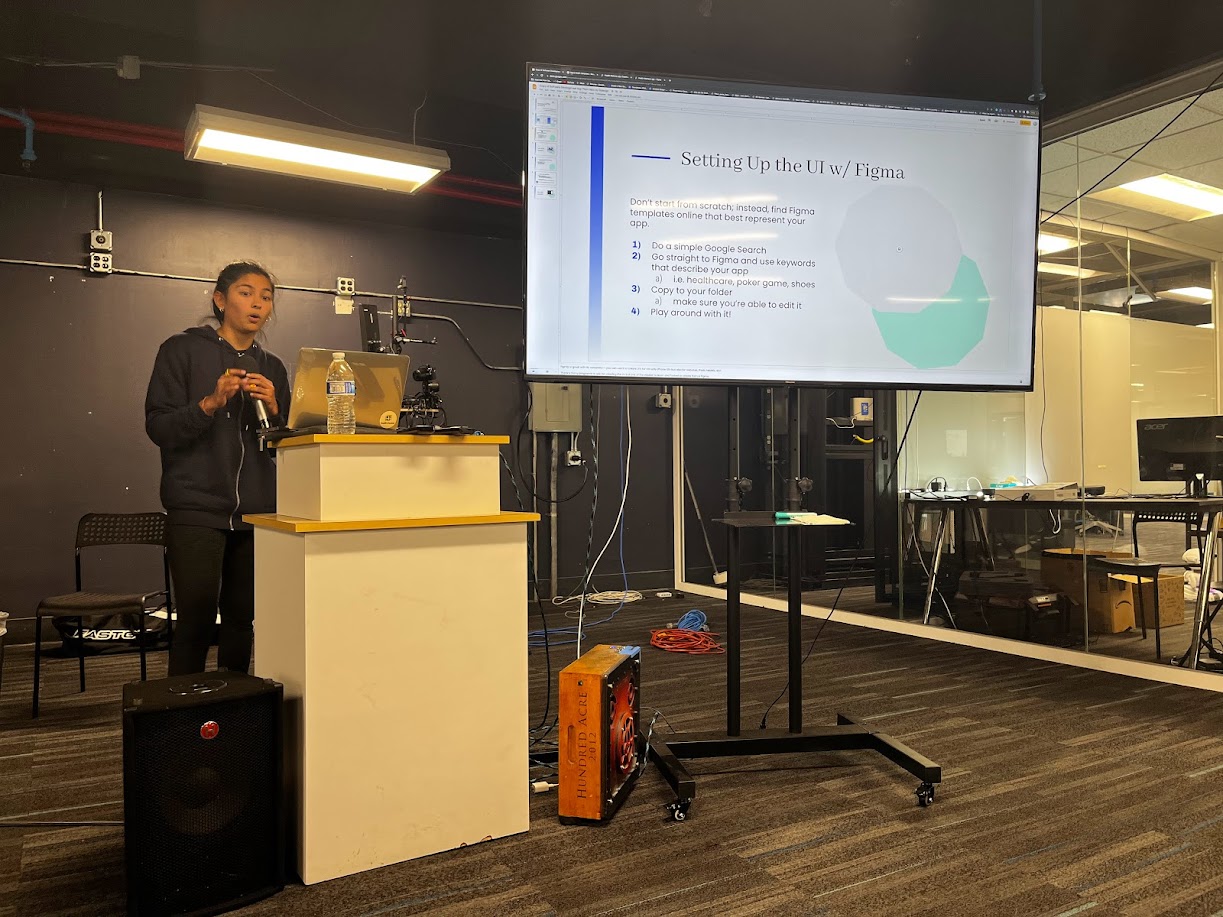 Setting Up the UI w/ Figma
Don't start from scratch; instead, find Figma
templates online that best represent your
app.
1) Do a simple Google Search
2) Go straight to Figma and use keywords
that describe your app
a) i.e. healthcare, poker game, shoes
3) Copy to your folder
a) make sure you're able to edit it
4) Play around with it!
acer
HUNDRED ACRE
2012